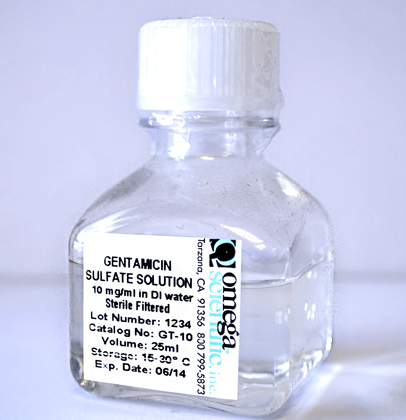 GENTAMICIN
SULFATE SOLUTION
10 mg/ml in DI water
Sterile Filtered
Lot Number: 1234
Catalog No: GT-10
Volume: 25ml
Storage: 15-30° C
Exp. Date: 06/14
omega
scientific, inc.
Tarzana, CA 91356 800.799-5873